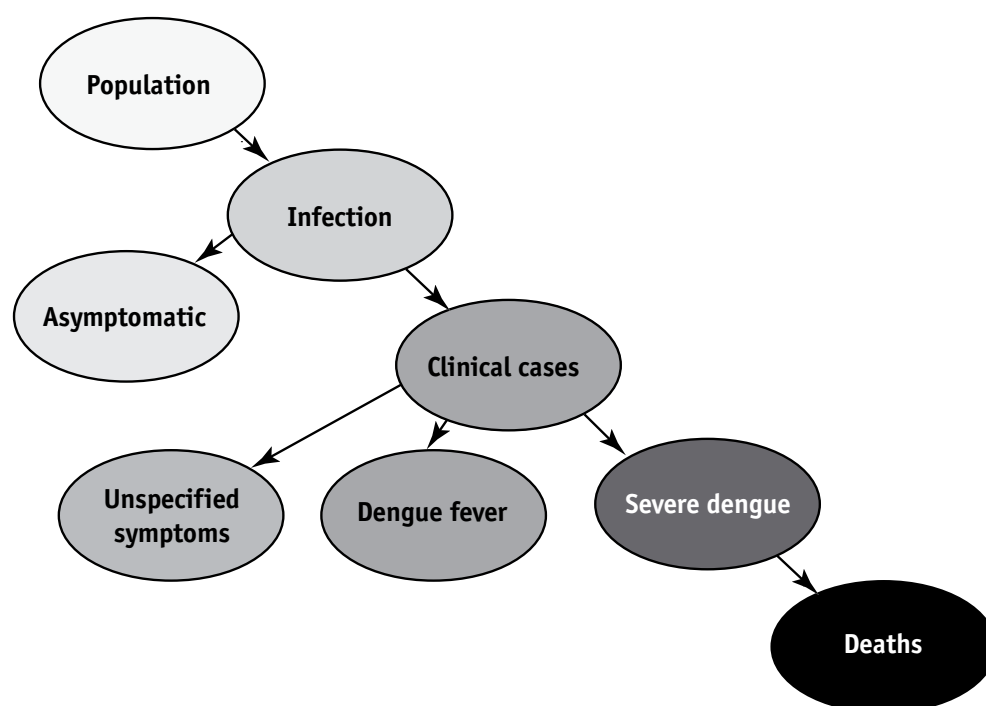 Population
Infection
Asymptomatic
Clinical cases
Unspecified
symptoms
Dengue fever
Severe dengue
Deaths